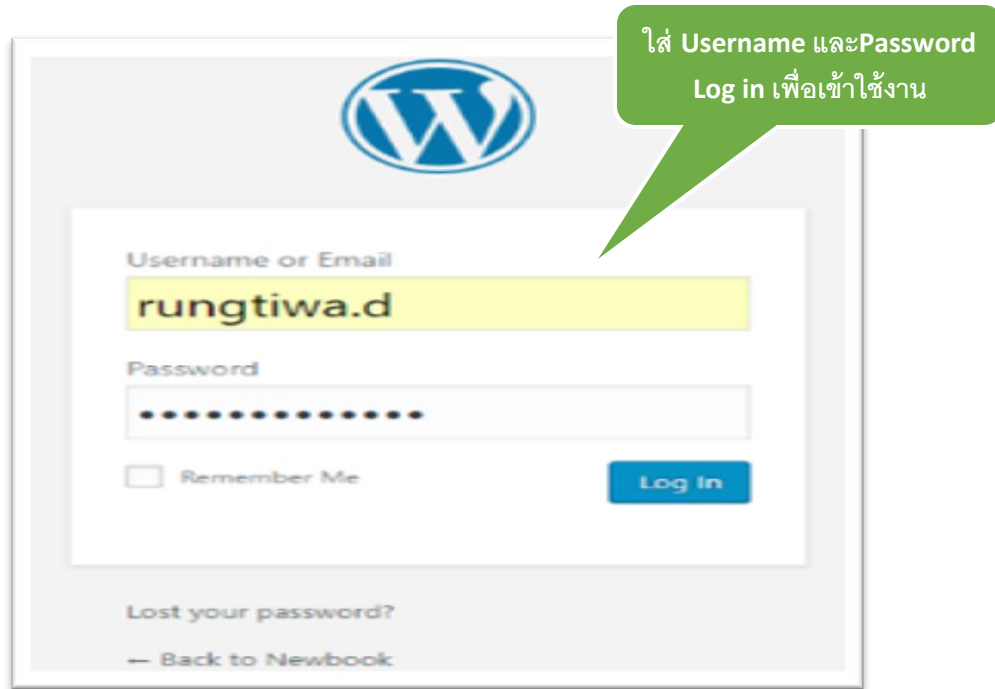 ใส่ Username และPassword
Log in เพื่อเข้าใช้งาน
Username or Email
rungtiwa.d
Password
•••••••••••••
Remember Me
Log In
Lost your password?
← Back to Newbook